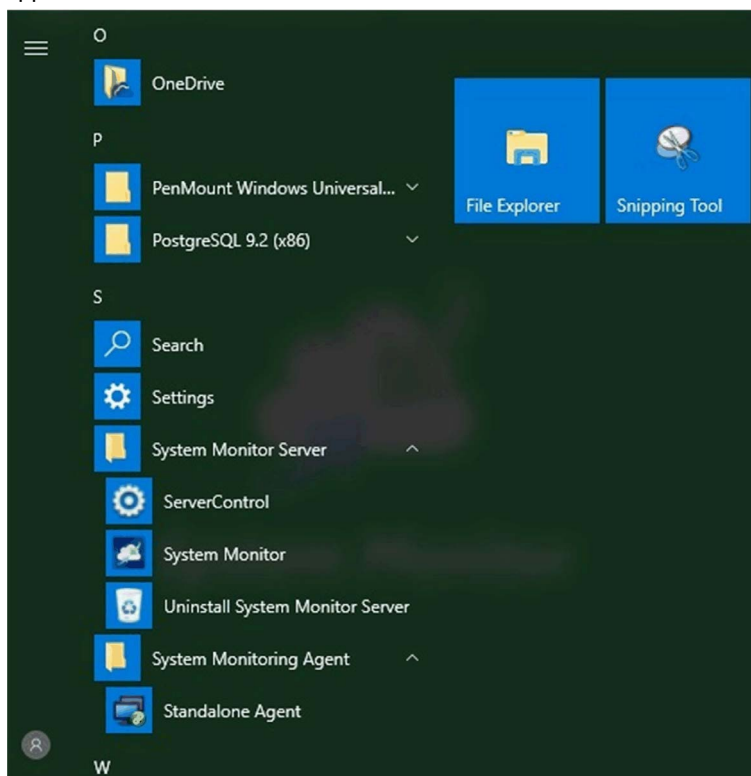 O
OneDrive
P
PenMount Windows Universal...
PostgreSQL 9.2 (x86)
S
Search
Settings
System Monitor Server
ServerControl
System Monitor
Uninstall System Monitor Server
System Monitoring Agent
Standalone Agent
W
File Explorer
Snipping Tool